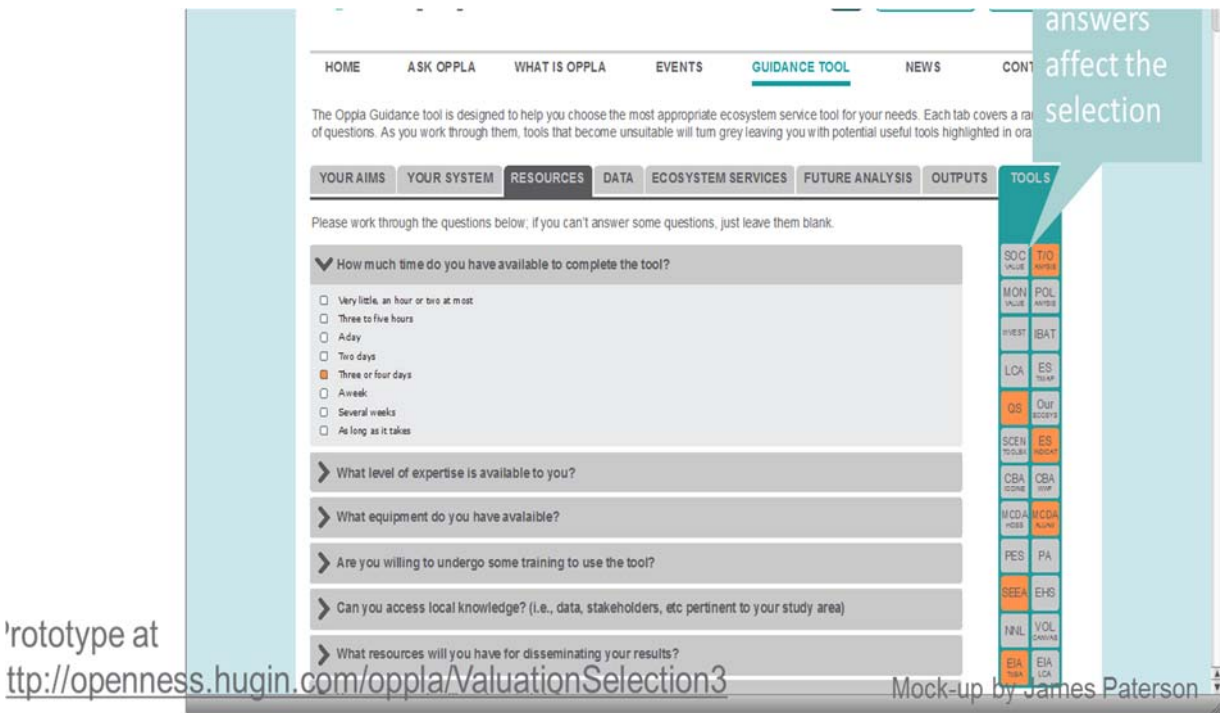 answers
affect the
selection
HOME ASK OPPLA WHAT IS OPPLA EVENTS GUIDANCE TOOL NEWS CONT
The Oppla Guidance tool is designed to help you choose the most appropriate ecosystem service tool for your needs. Each tab covers a ra
of questions. As you work through them, tools that become unsuitable will turn grey leaving you with potential useful tools highlighted in ora
YOUR AIMS YOUR SYSTEM RESOURCES DATA ECOSYSTEM SERVICES FUTURE ANALYSIS OUTPUTS TOOLS
Please work through the questions below; if you can't answer some questions, just leave them blank.
How much time do you have available to complete the tool?
Very little, an hour or two at most
Three to five hours
A day
Two days
Three or four days
A week
Several weeks
As long as it takes
What level of expertise is available to you?
What equipment do you have avalaible?
Are you willing to undergo some training to use the tool?
Can you access local knowledge? (i.e., data, stakeholders, etc pertinent to your study area)
What resources will you have for disseminating your results?
SOC VALUE T/O
MON VALUE POL
INVEST IBAT
LCA ES
QS Our
SCEN ES
CBA CBA
MCDA MCDA
PES PA
SEEA EHS
NNL VOL CANVAS
EIA EIA LCA
rototype at
ttp://openness.hugin.com/oppla/ValuationSelection3
Mock-up by James Paterson